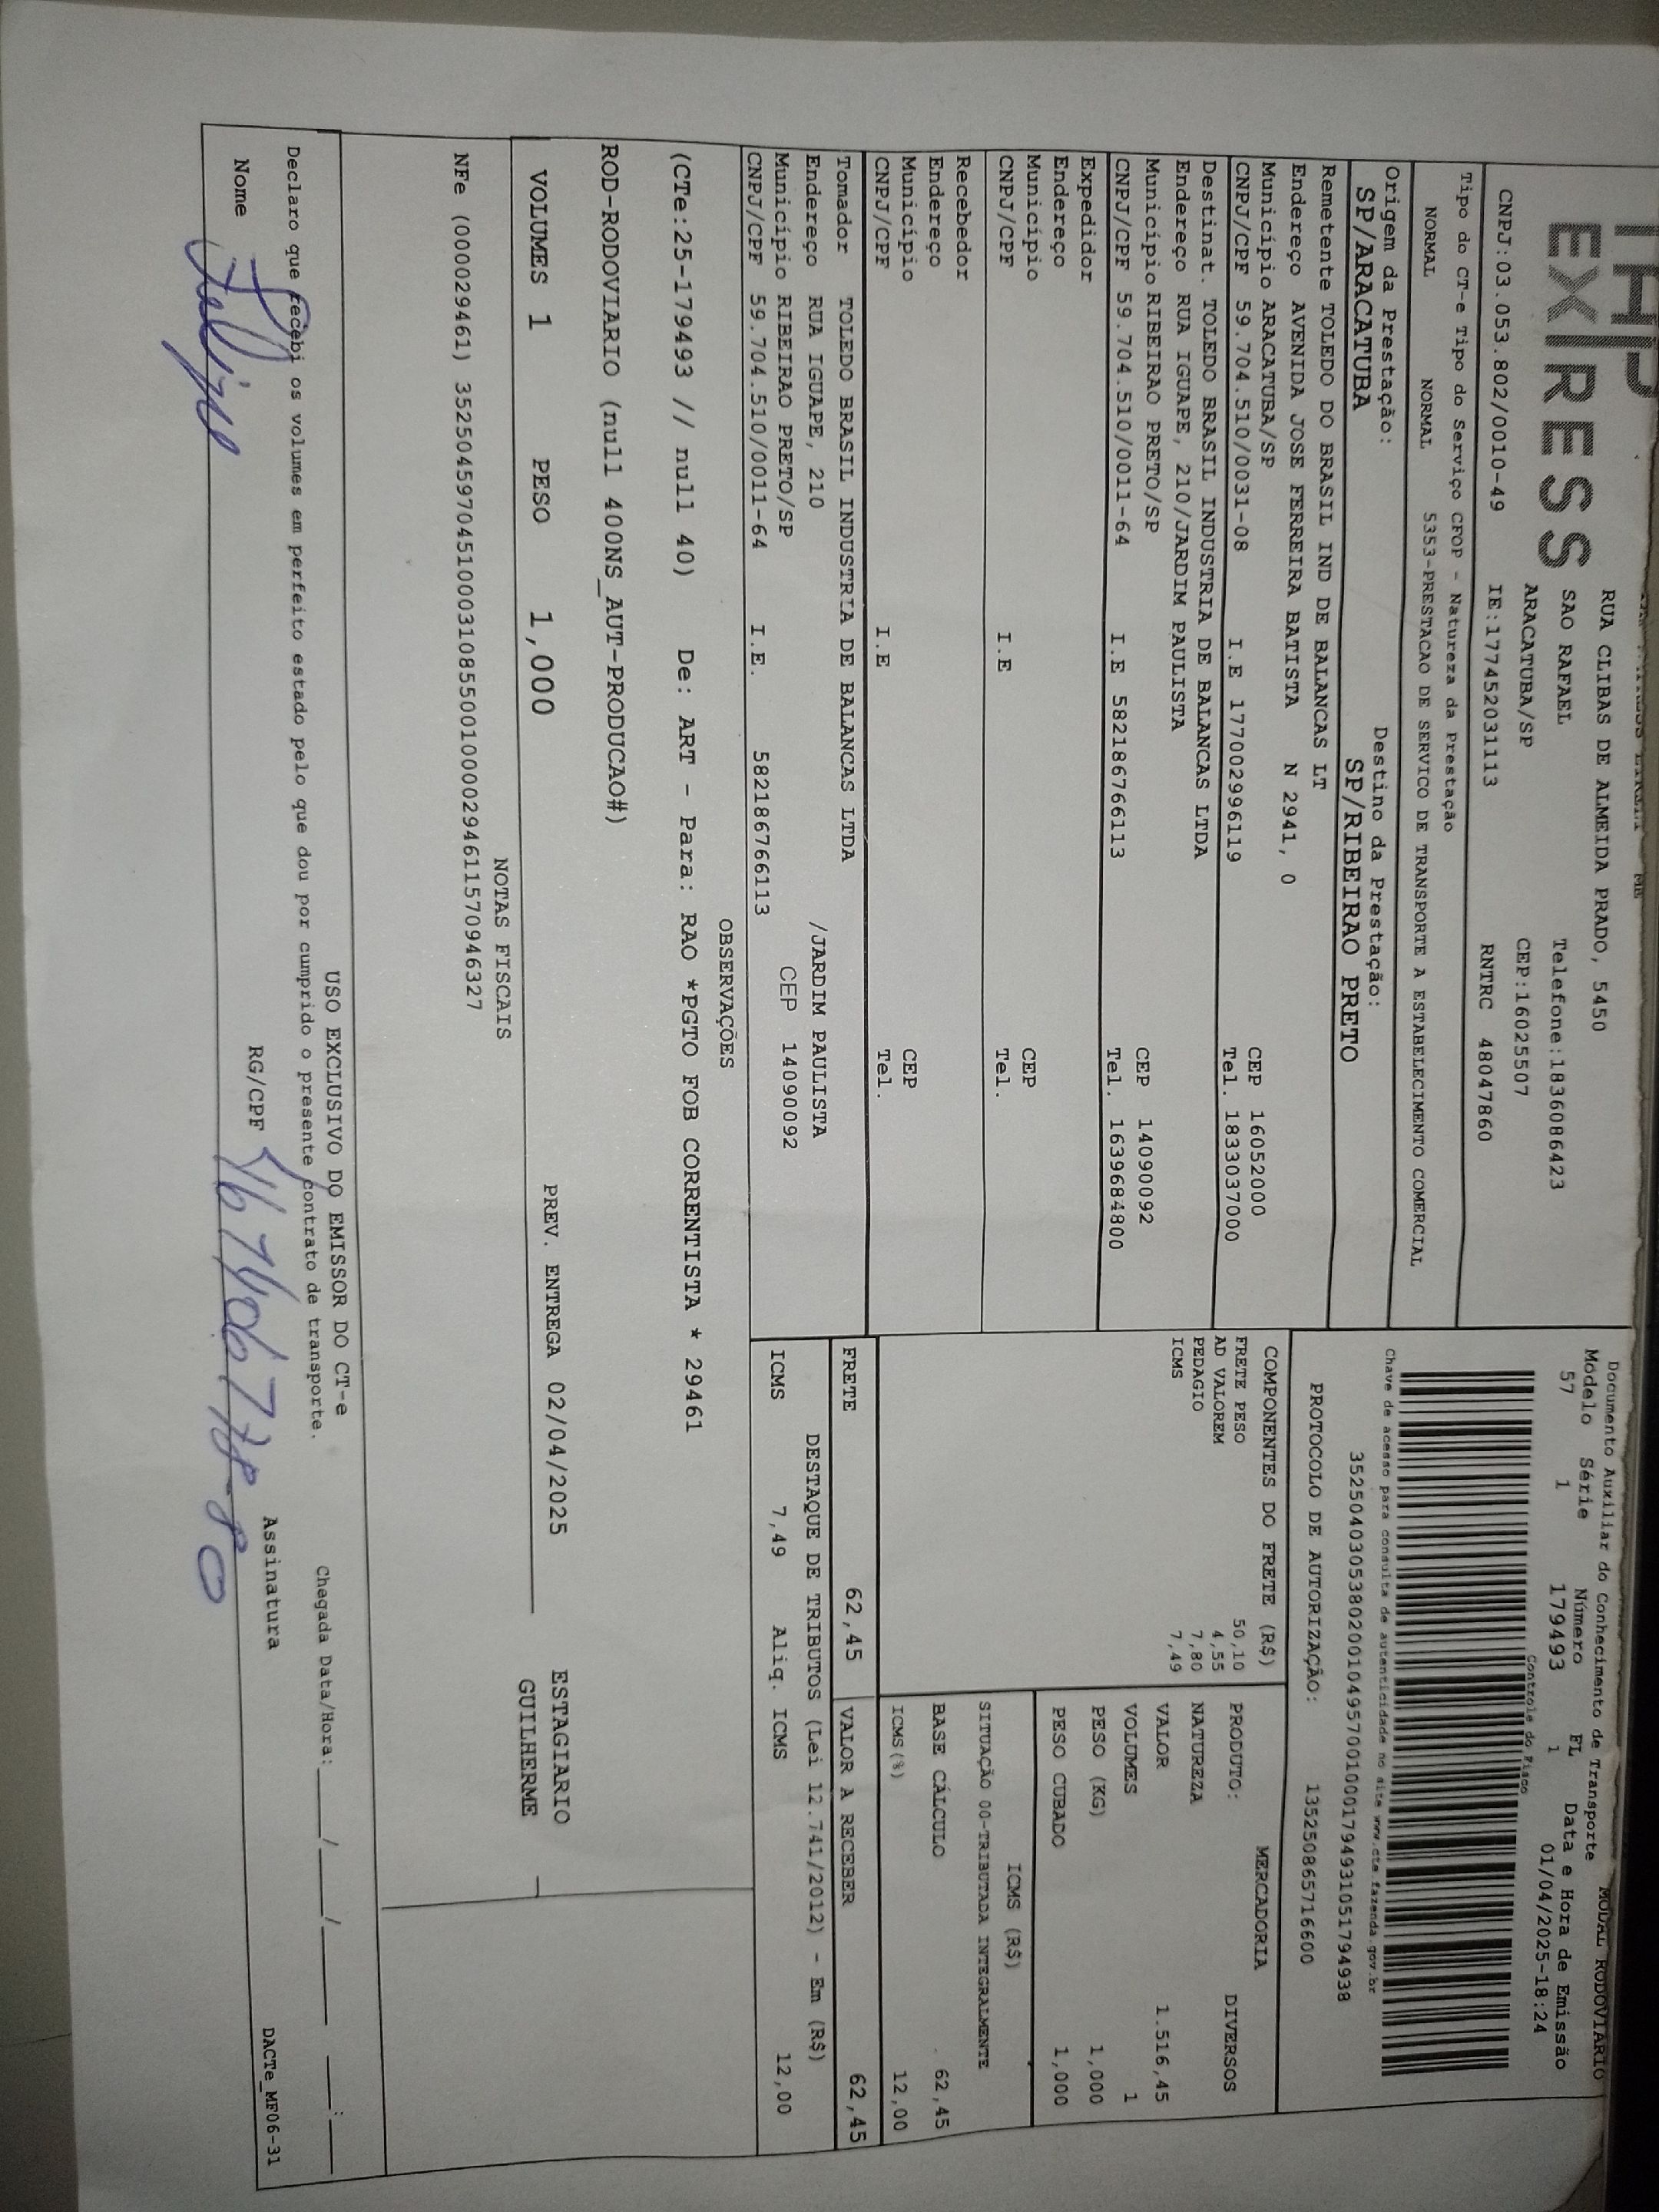 THP
EX|RESS
RUA CLIBAS DE ALMEIDA PRADO, 5450
SAO RAFAEL Telefone:1836086423
ARACATUBA/SP CEP:16025507
CNPJ:03.053.802/0010-49 IE:177452031113 RNTRC 48047860
Tipo do CT-e Tipo do Serviço CFOP - Natureza da Prestação
NORMAL NORMAL 5353-PRESTACAO DE SERVICO DE TRANSPORTE A ESTABELECIMENTO COMERCIAL
Origem da Prestação: Destino da Prestação:
SP/ARACATUBA SP/RIBEIRAO PRETO
Documento Auxiliar do Conhecimento de Transporte MODAL RODOVIÁRIO
Modelo Série Número FL Data e Hora de Emissão
57 1 179493 1 01/04/2025-18:24
Controle do Fisco
Chave de acesso para consulta de autenticidade no site www.cte.fazenda.gov.br
35250403053802001049570010001794931051794938
PROTOCOLO DE AUTORIZAÇÃO: 135250865716600
Remetente TOLEDO DO BRASIL IND DE BALANCAS LT
Endereço AVENIDA JOSE FERREIRA BATISTA N 2941, 0
Município ARACATUBA/SP CEP 16052000
CNPJ/CPF 59.704.510/0031-08 I.E 177002996119 Tel. 1833037000
Destinat. TOLEDO BRASIL INDUSTRIA DE BALANCAS LTDA
Endereço RUA IGUAPE, 210/JARDIM PAULISTA
Município RIBEIRAO PRETO/SP CEP 14090092
CNPJ/CPF 59.704.510/0011-64 I.E 582186766113 Tel. 1639684800
Expedidor
Endereço
Município CEP
CNPJ/CPF I.E Tel.
Recebedor
Endereço
Município CEP
CNPJ/CPF I.E Tel.
Tomador TOLEDO BRASIL INDUSTRIA DE BALANCAS LTDA
Endereço RUA IGUAPE, 210 /JARDIM PAULISTA
Município RIBEIRAO PRETO/SP CEP 14090092
CNPJ/CPF 59.704.510/0011-64 I.E. 582186766113
COMPONENTES DO FRETE (R$)
FRETE PESO 50,10
AD VALOREM 4,55
PEDAGIO 7,80
ICMS 7,49
MERCADORIA
PRODUTO: DIVERSOS
NATUREZA
VALOR 1.516,45
VOLUMES 1
PESO (KG) 1,000
PESO CUBADO 1,000
ICMS (R$)
SITUAÇÃO 00-TRIBUTADA INTEGRALMENTE
BASE CÁLCULO 62,45
ICMS(%) 12,00
FRETE 62,45 VALOR A RECEBER 62,45
DESTAQUE DE TRIBUTOS (Lei 12.741/2012) - Em (R$)
ICMS 7,49 Aliq. ICMS 12,00
OBSERVAÇÕES
(CTe:25-179493 // null 40) De: ART - Para: RAO *PGTO FOB CORRENTISTA * 29461
ROD-RODOVIARIO (null 400NS_AUT-PRODUCAO#)
VOLUMES 1 PESO 1,000 PREV. ENTREGA 02/04/2025
ESTAGIARIO
GUILHERME
NOTAS FISCAIS
NFe (000029461) 35250459704510003108550010000294611570946327
USO EXCLUSIVO DO EMISSOR DO CT-e
Declaro que recebi os volumes em perfeito estado pelo que dou por cumprido o presente contrato de transporte. Chegada Data/Hora: ____/____/____ ___:___
Nome Felipe RG/CPF Assinatura
DACTe_MF06-31